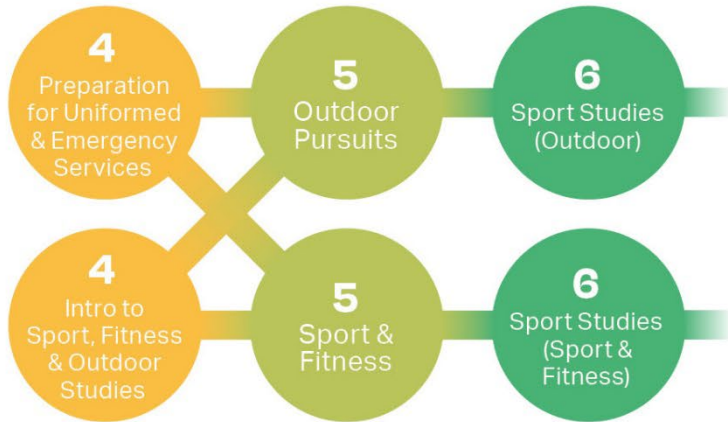 4
Preparation
for Uniformed
& Emergency
Services
5
Outdoor
Pursuits
6
Sport Studies
(Outdoor)
4
Intro to
Sport, Fitness
& Outdoor
Studies
5
Sport &
Fitness
6
Sport Studies
(Sport &
Fitness)